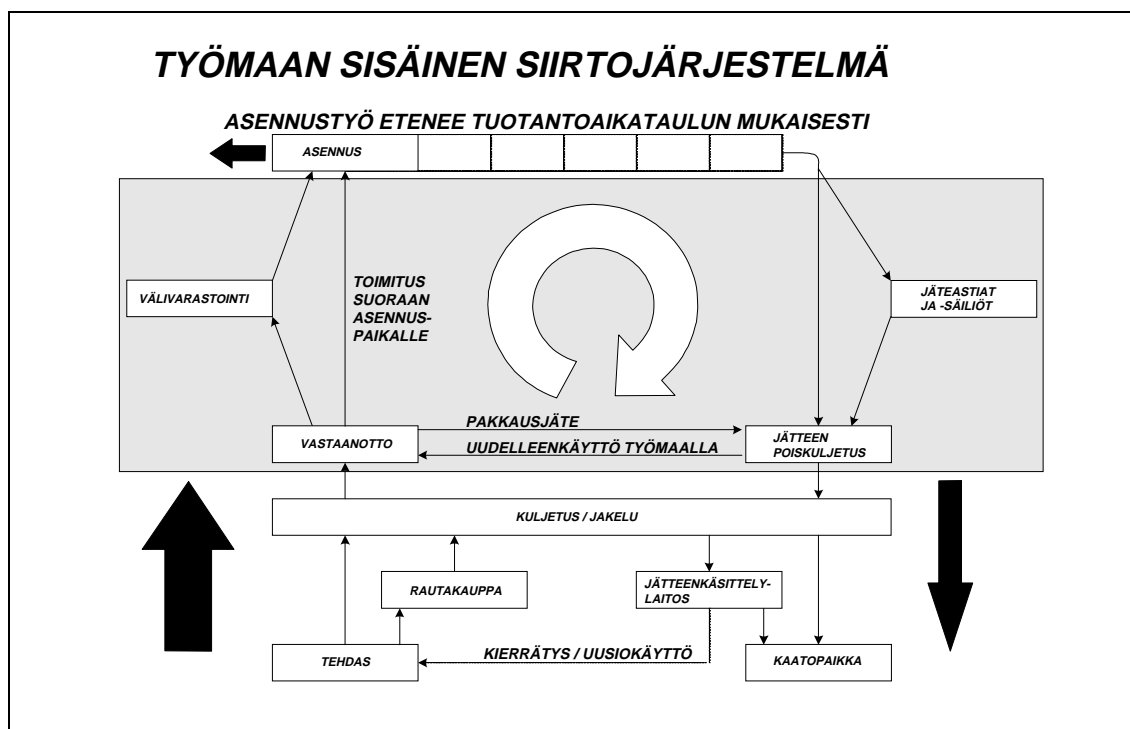 TYÖMAAN SISÄINEN SIIRTOJÄRJESTELMÄ
ASENNUSTYÖ ETENEE TUOTANTOAIKATAULUN MUKAISESTI
ASENNUS
VÄLIVARASTOINTI
TOIMITUS
SUORAAN
ASENNUS-
PAIKALLE
JÄTEASTIAT
JA -SÄILIÖT
VASTAANOTTO
PAKKAUSJÄTE
UUDELLEENKÄYTTÖ TYÖMAALLA
JÄTTEEN
POISKULJETUS
KULJETUS / JAKELU
RAUTAKAUPPA
JÄTTEENKÄSITTELY-
LAITOS
TEHDAS
KIERRÄTYS / UUSIOKÄYTTÖ
KAATOPAIKKA